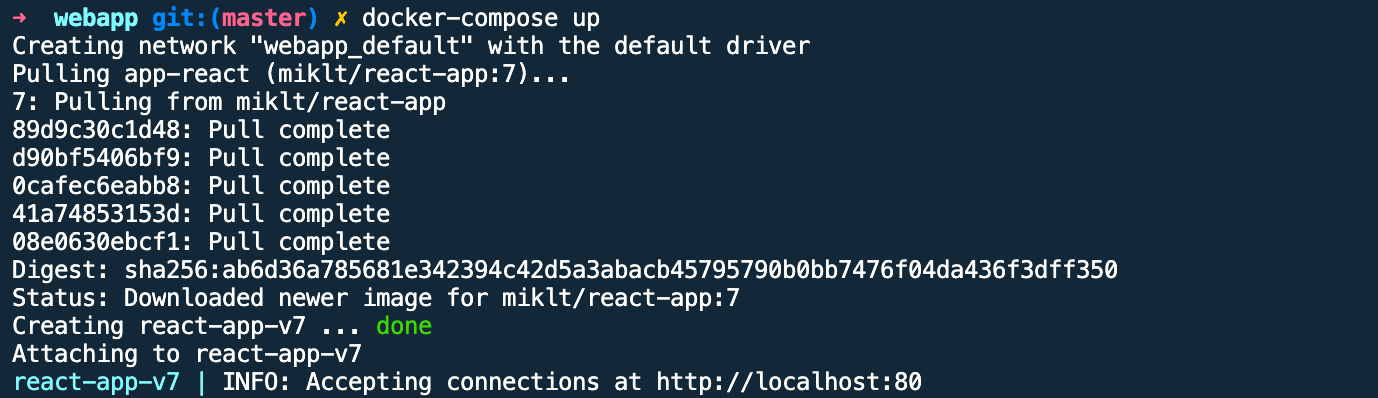 ➜  webapp git:(master) ✗ docker-compose up
Creating network "webapp_default" with the default driver
Pulling app-react (miklt/react-app:7)...
7: Pulling from miklt/react-app
89d9c30c1d48: Pull complete
d90bf5406bf9: Pull complete
0cafec6eabb8: Pull complete
41a74853153d: Pull complete
08e0630ebcf1: Pull complete
Digest: sha256:ab6d36a785681e342394c42d5a3abacb45795790b0bb7476f04da436f3dff350
Status: Downloaded newer image for miklt/react-app:7
Creating react-app-v7 ... done
Attaching to react-app-v7
react-app-v7 | INFO: Accepting connections at http://localhost:80